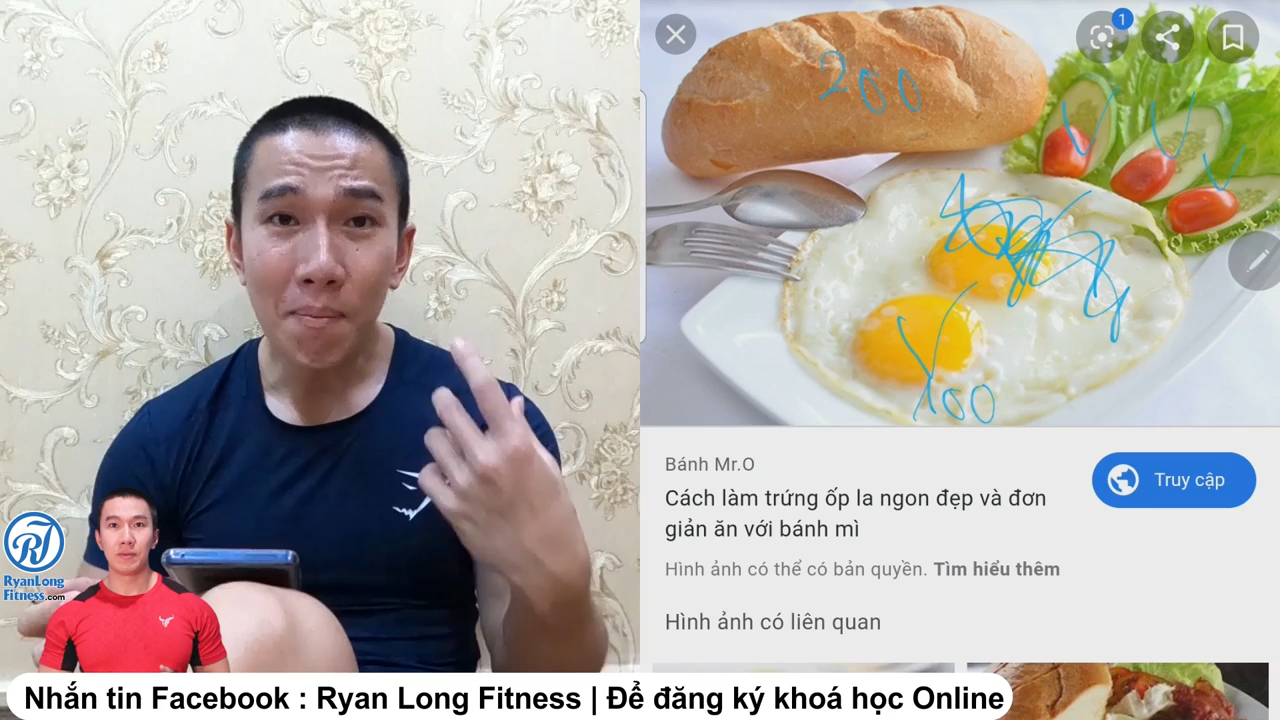 200
1
V V V
100
Bánh Mr.O
Cách làm trứng ốp la ngon đẹp và đơn
giản ăn với bánh mì
Truy cập
Hình ảnh có thể có bản quyền. Tìm hiểu thêm
Hình ảnh có liên quan
RyanLong
Fitness.com
Nhắn tin Facebook : Ryan Long Fitness | Để đăng ký khoá học Online